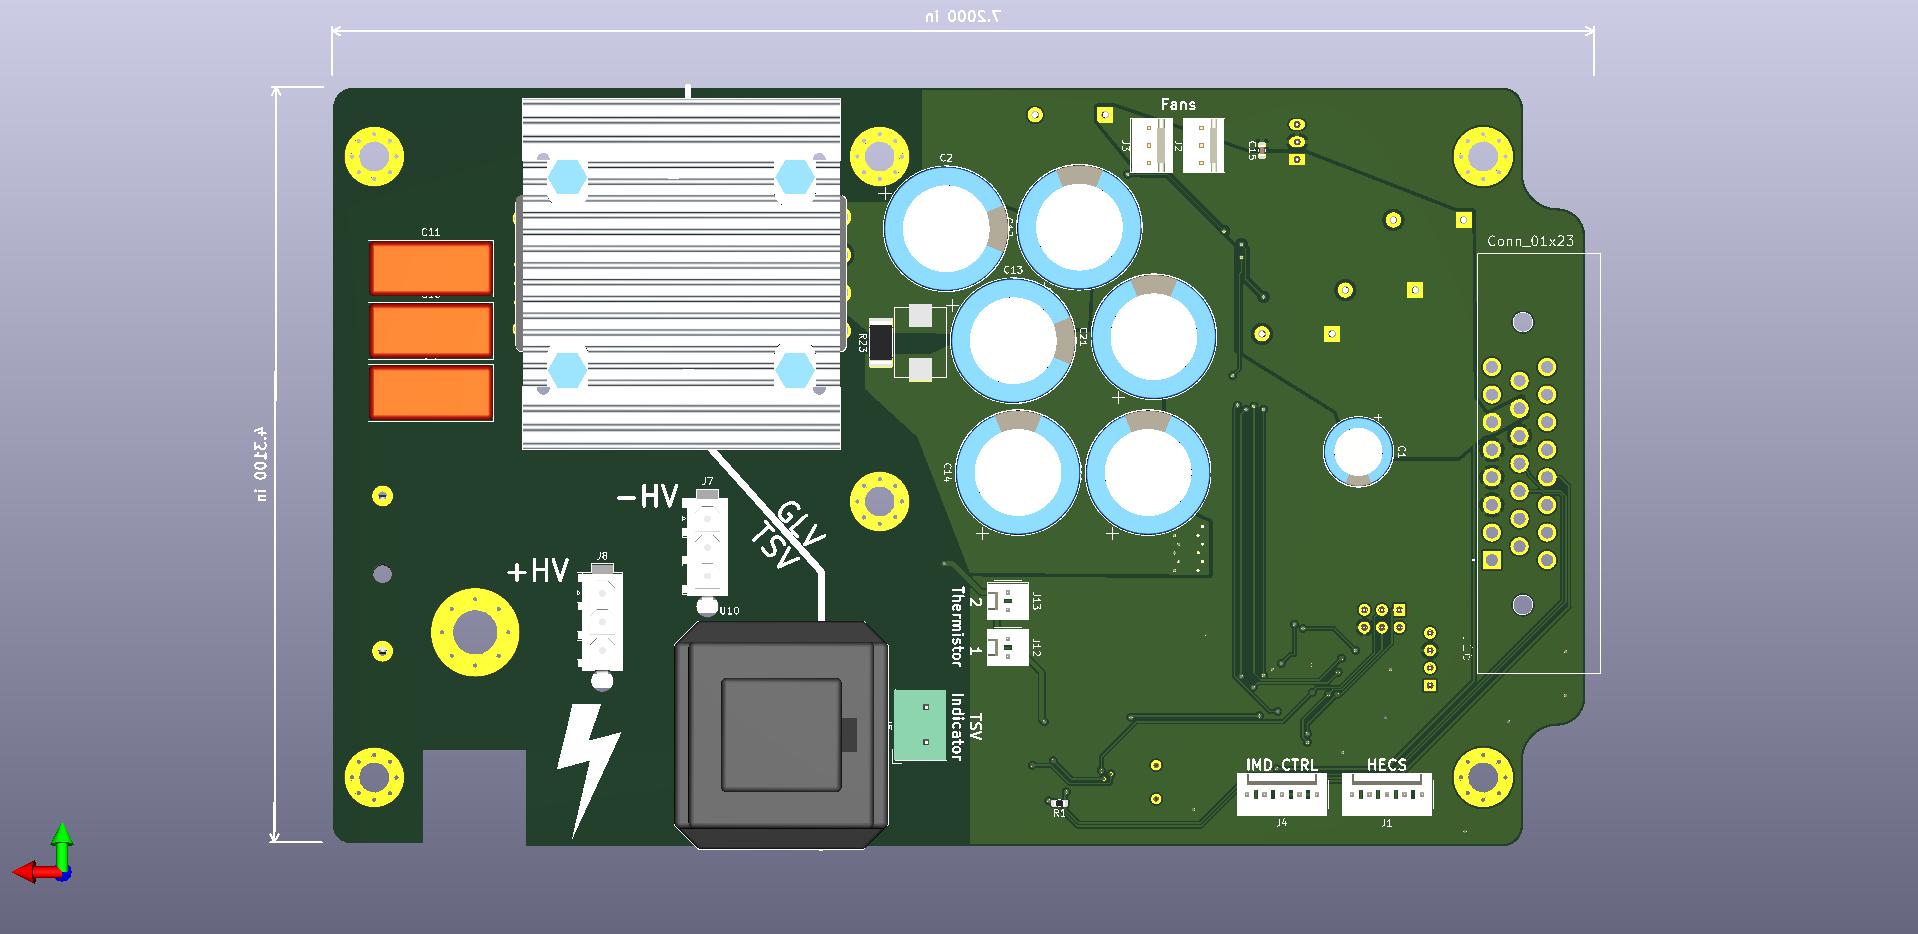 7.2000 in
Fans
J3
J2
C15
C2
C11
Conn_01x23
C13
R23
C21
4.3100 in
C1
C14
J7
-HV
GLV
TSV
J8
+HV
U10
Thermistor
2
1
J13
J12
TSV
Indicator
IMD CTRL
HECS
R1
J4
J1